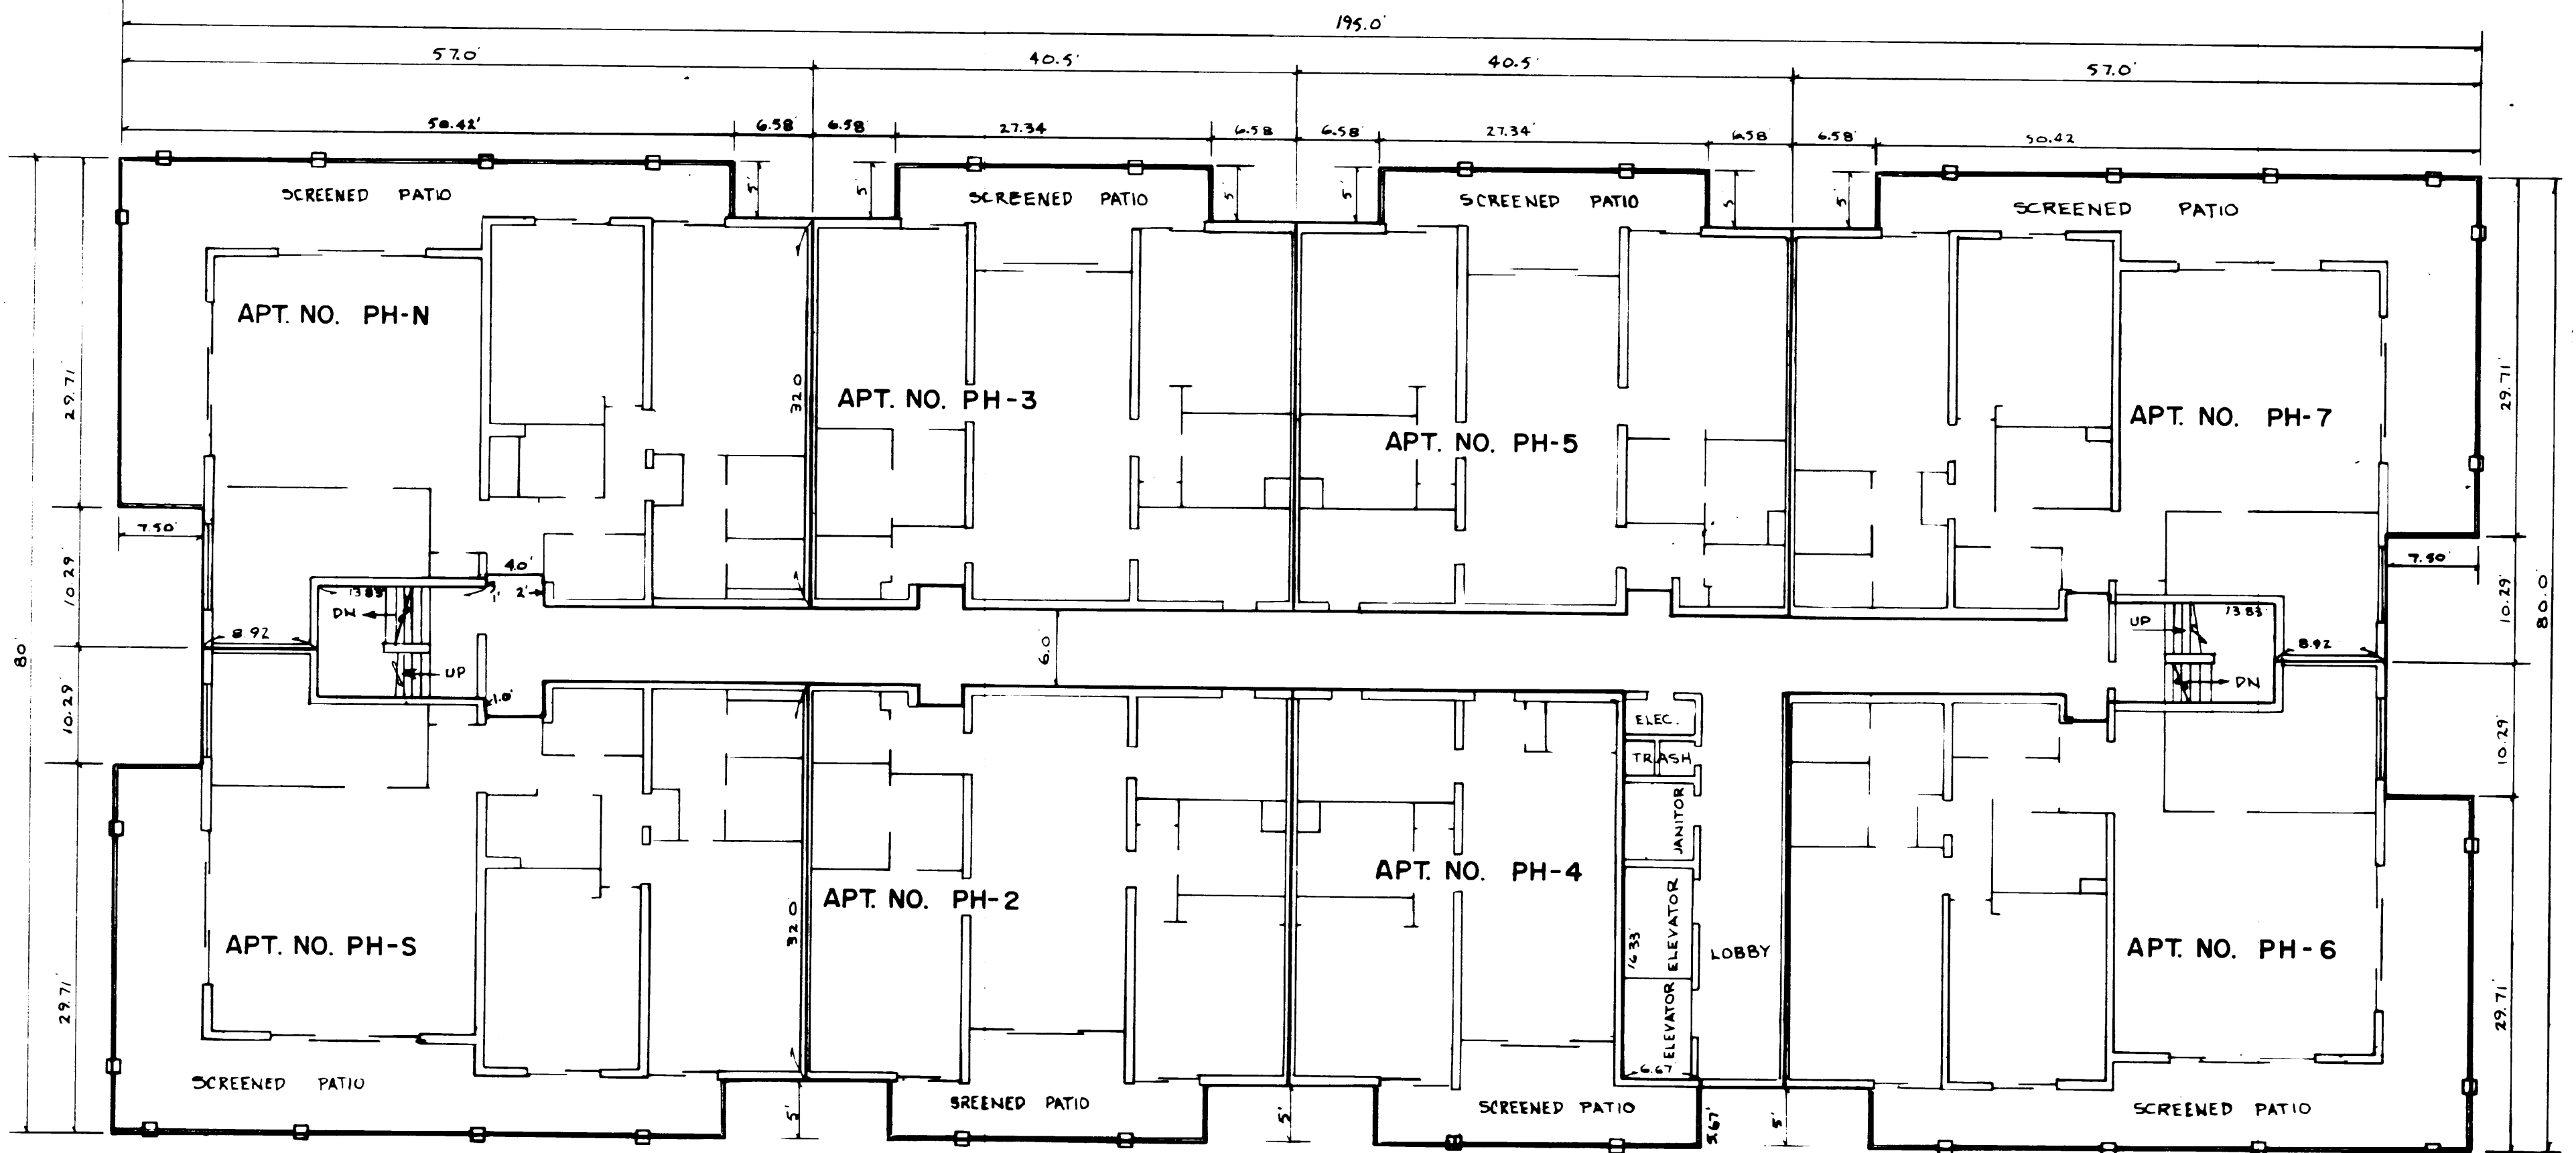 195.0'
57.0' 40.5' 40.5' 57.0'
50.42' 6.58' 6.58' 27.34 6.58 6.58' 27.34' 6.58' 6.58' 50.42
5' 5' 5' 5' 5 5'
SCREENED PATIO SCREENED PATIO SCREENED PATIO SCREENED PATIO
APT. NO. PH-N
29.71 32.0 29.71'
APT. NO. PH-3 APT. NO. PH-7
APT. NO. PH-5
7.50' 7.50'
10.29' 4.0' 10.29'
13.83' 1' 2' 13.83'
DN UP
8.92 8.92
80' 6.0 80.0'
UP DN
10.29' 1.0' 10.29'
ELEC.
TRASH
JANITOR
APT. NO. PH-4
APT. NO. PH-2
32.0' 16.33' ELEVATOR LOBBY
APT. NO. PH-S APT. NO. PH-6
29.71' ELEVATOR 29.71'
6.67'
SCREENED PATIO SREENED PATIO SCREENED PATIO SCREENED PATIO
5' 5' 5.67' 5'